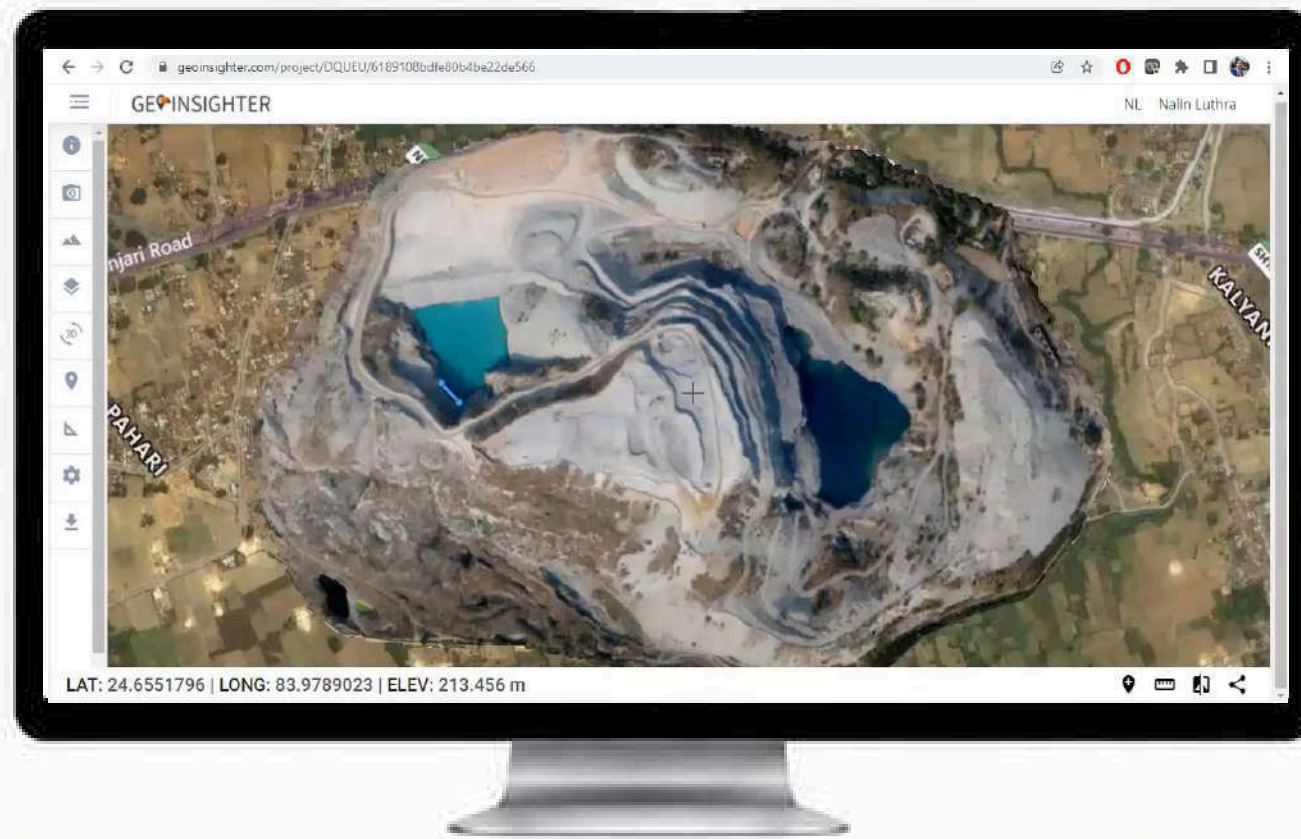 geoinsighter.com/project/DQUEU/6189108bdfe80b4be22de566
GEOINSIGHTER
NL Nalin Luthra
njari Road
KALYAN
PAHARI
3D
LAT: 24.6551796 | LONG: 83.9789023 | ELEV: 213.456 m